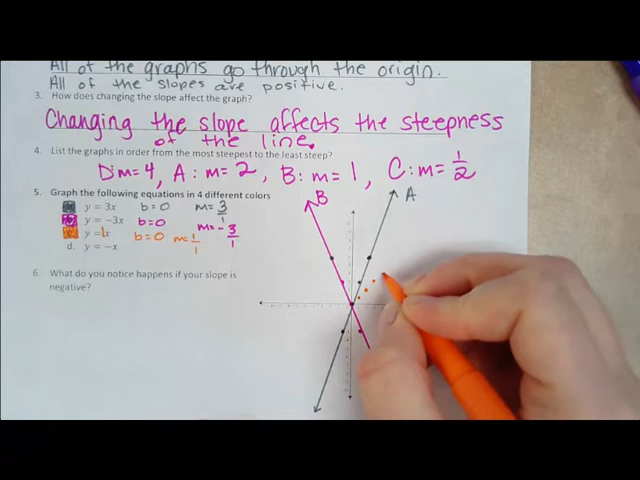 All of the graphs go through the origin.
All of the slopes are positive.
3. How does changing the slope affect the graph?
Changing the slope affects the steepness
of the line.
4. List the graphs in order from the most steepest to the least steep?
D: m=4, A: m=2, B: m=1, C: m=1/2
5. Graph the following equations in 4 different colors
y = 3x b=0 m=3/1
y = −3x b=0 m=-3/1
y =1x b=0 m=1/1
d. y = −x
6. What do you notice happens if your slope is
negative?
B
A